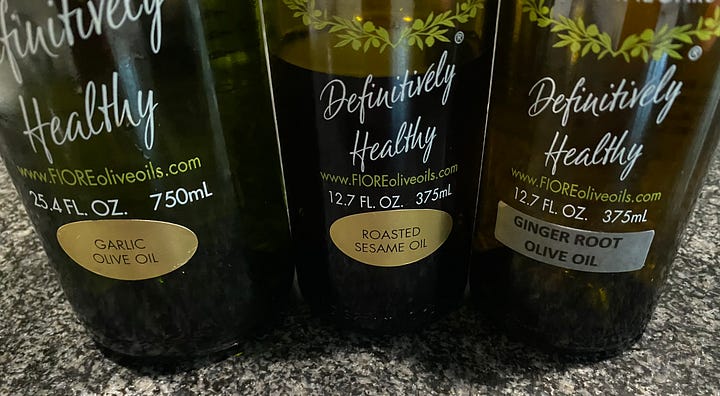 Definitively
Healthy
www.FIOREoliveoils.com
25.4 FL. OZ. 750mL
GARLIC
OLIVE OIL
®
Definitively
Healthy
www.FIOREoliveoils.com
12.7 FL. OZ. 375mL
ROASTED
SESAME OIL
®
Definitively
Healthy
www.FIOREoliveoils.com
12.7 FL. OZ. 375mL
GINGER ROOT
OLIVE OIL